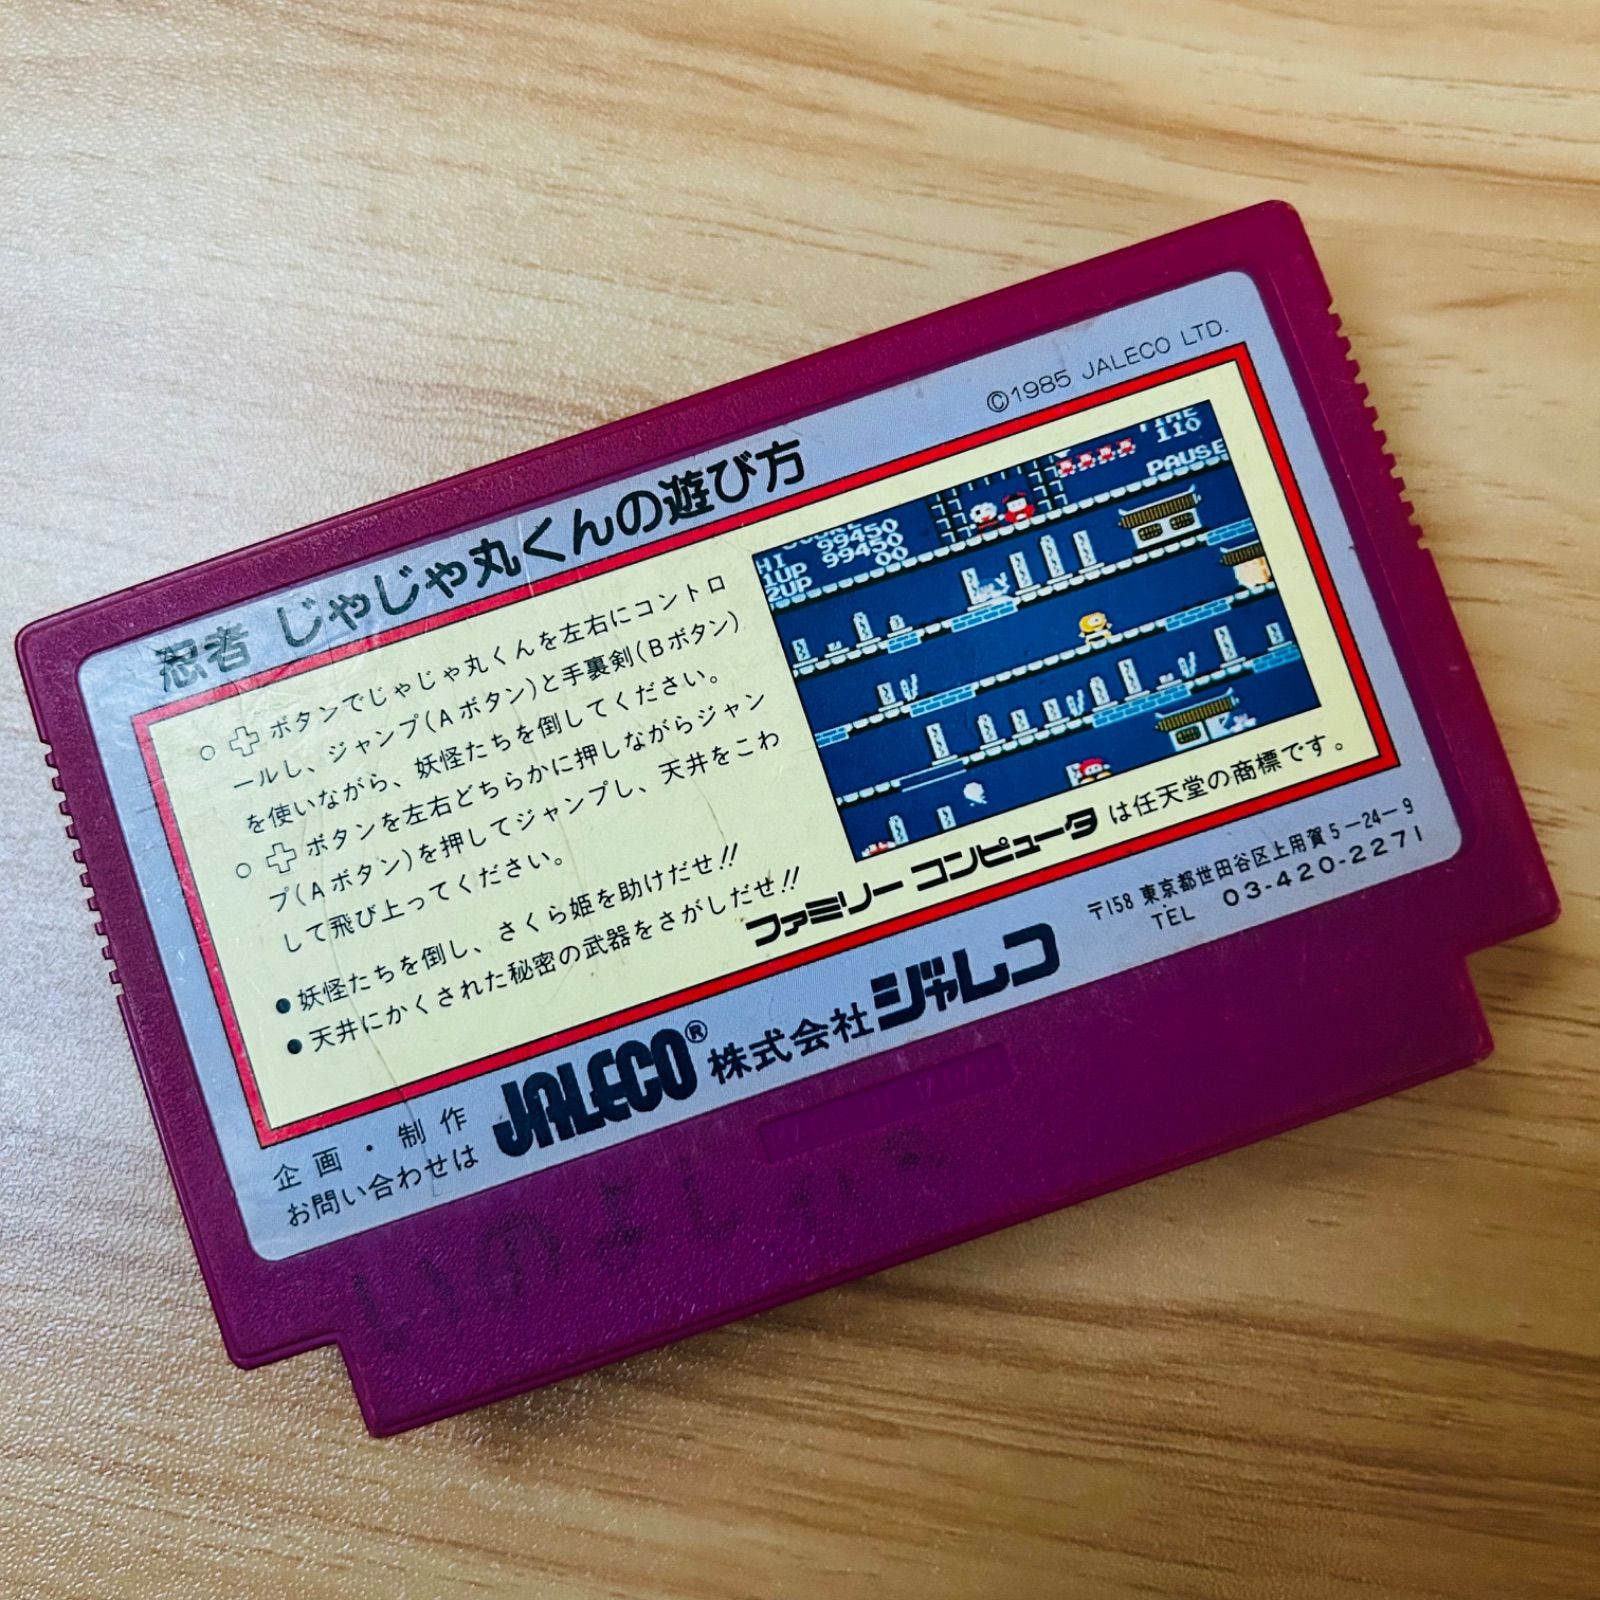 ©1985 JALECO LTD.
忍者 じゃじゃ丸くんの遊び方
○✚ボタンでじゃじゃ丸くんを左右にコントロ
ールし、ジャンプ(Aボタン)と手裏剣(Bボタン)
を使いながら、妖怪たちを倒してください。
○✚ボタンを左右どちらかに押しながらジャン
プ(Aボタン)を押してジャンプし、天井をこわ
して飛び上ってください。
●妖怪たちを倒し、さくら姫を助けだせ!!
●天井にかくされた秘密の武器をさがしだせ!!
HI 99450
1UP 99450
2UP 00
TIME
110
PAUSE
ファミリーコンピュータ は任天堂の商標です。
企画・制作
お問い合わせは
JALECO® 株式会社ジャレコ
〒158 東京都世田谷区上用賀5-24-9
TEL 03-420-2271